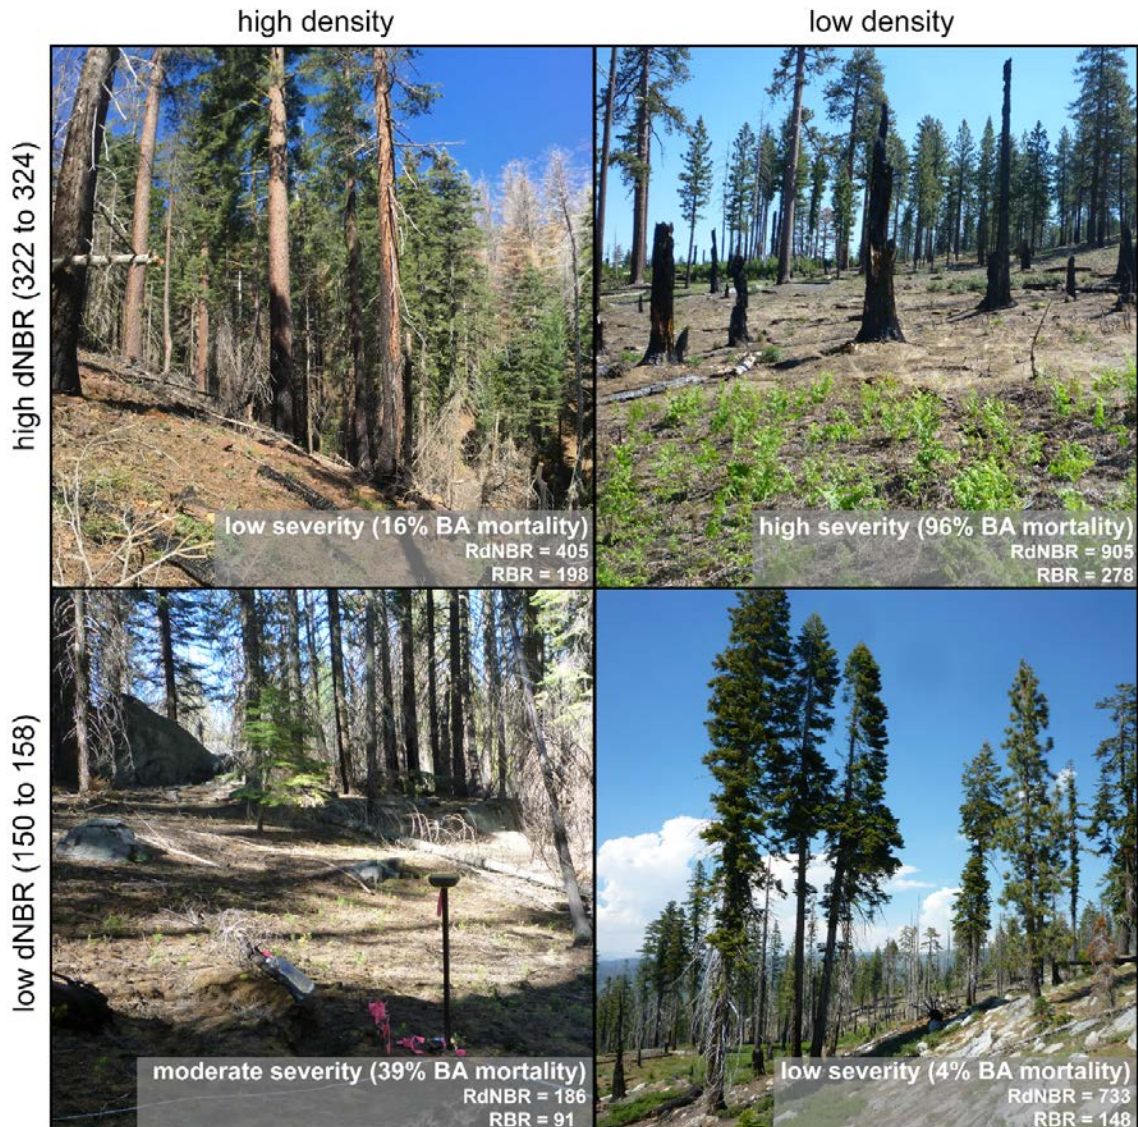 high density
low density
high dNBR (322 to 324)
low severity (16% BA mortality)
RdNBR = 405
RBR = 198
high severity (96% BA mortality)
RdNBR = 905
RBR = 278
low dNBR (150 to 158)
moderate severity (39% BA mortality)
RdNBR = 186
RBR = 91
low severity (4% BA mortality)
RdNBR = 733
RBR = 148